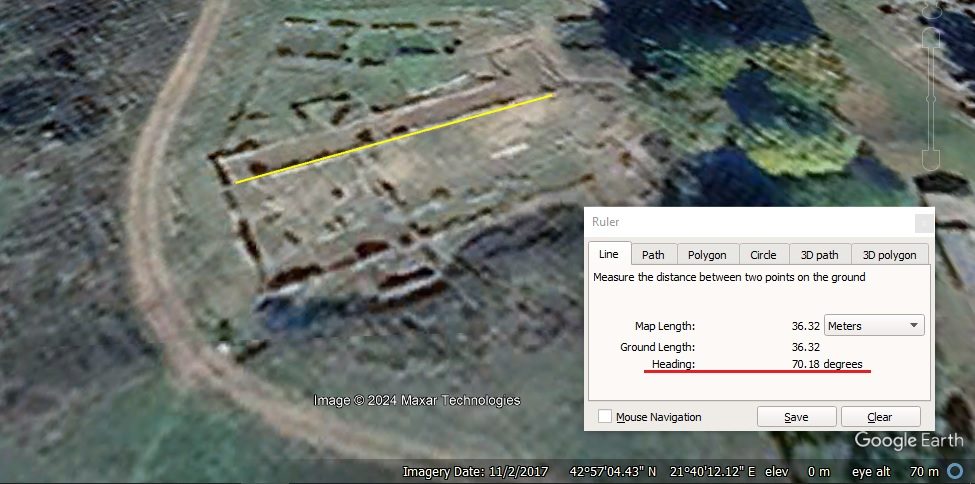 Ruler
Line Path Polygon Circle 3D path 3D polygon
Measure the distance between two points on the ground
Map Length: 36.32 Meters
Ground Length: 36.32
Heading: 70.18 degrees
Mouse Navigation Save Clear
Image © 2024 Maxar Technologies
Google Earth
Imagery Date: 11/2/2017 42°57'04.43" N 21°40'12.12" E elev 0 m eye alt 70 m